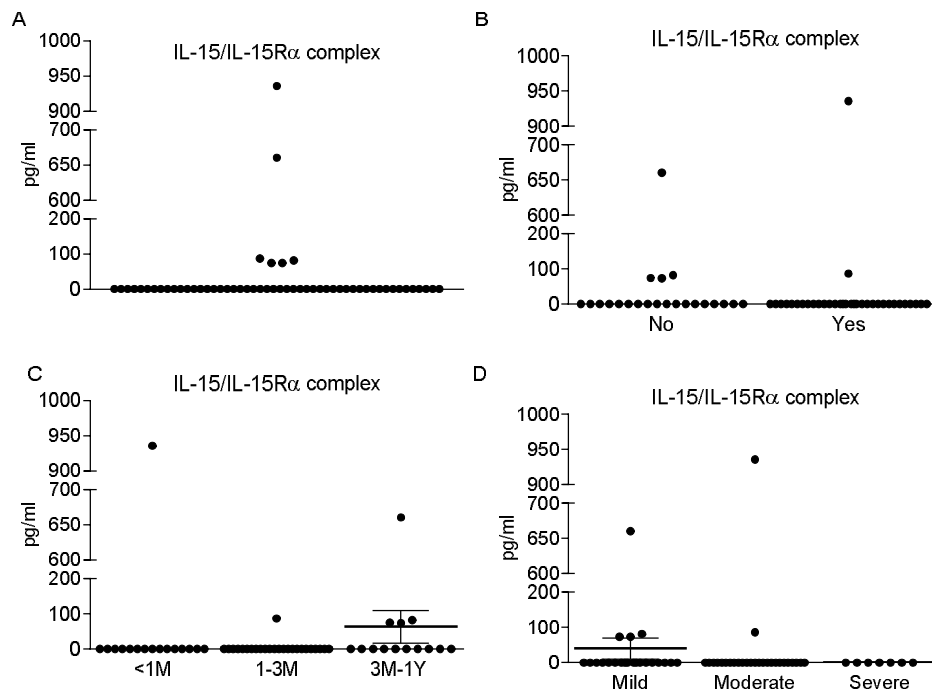 A
IL-15/IL-15Rα complex
pg/ml
1000
950
900
700
650
600
200
100
0
B
IL-15/IL-15Rα complex
pg/ml
1000
950
900
700
650
600
200
100
0
No Yes
C
IL-15/IL-15Rα complex
pg/ml
1000
950
900
700
650
600
200
100
0
<1M 1-3M 3M-1Y
D
IL-15/IL-15Rα complex
pg/ml
1000
950
900
700
650
600
200
100
0
Mild Moderate Severe